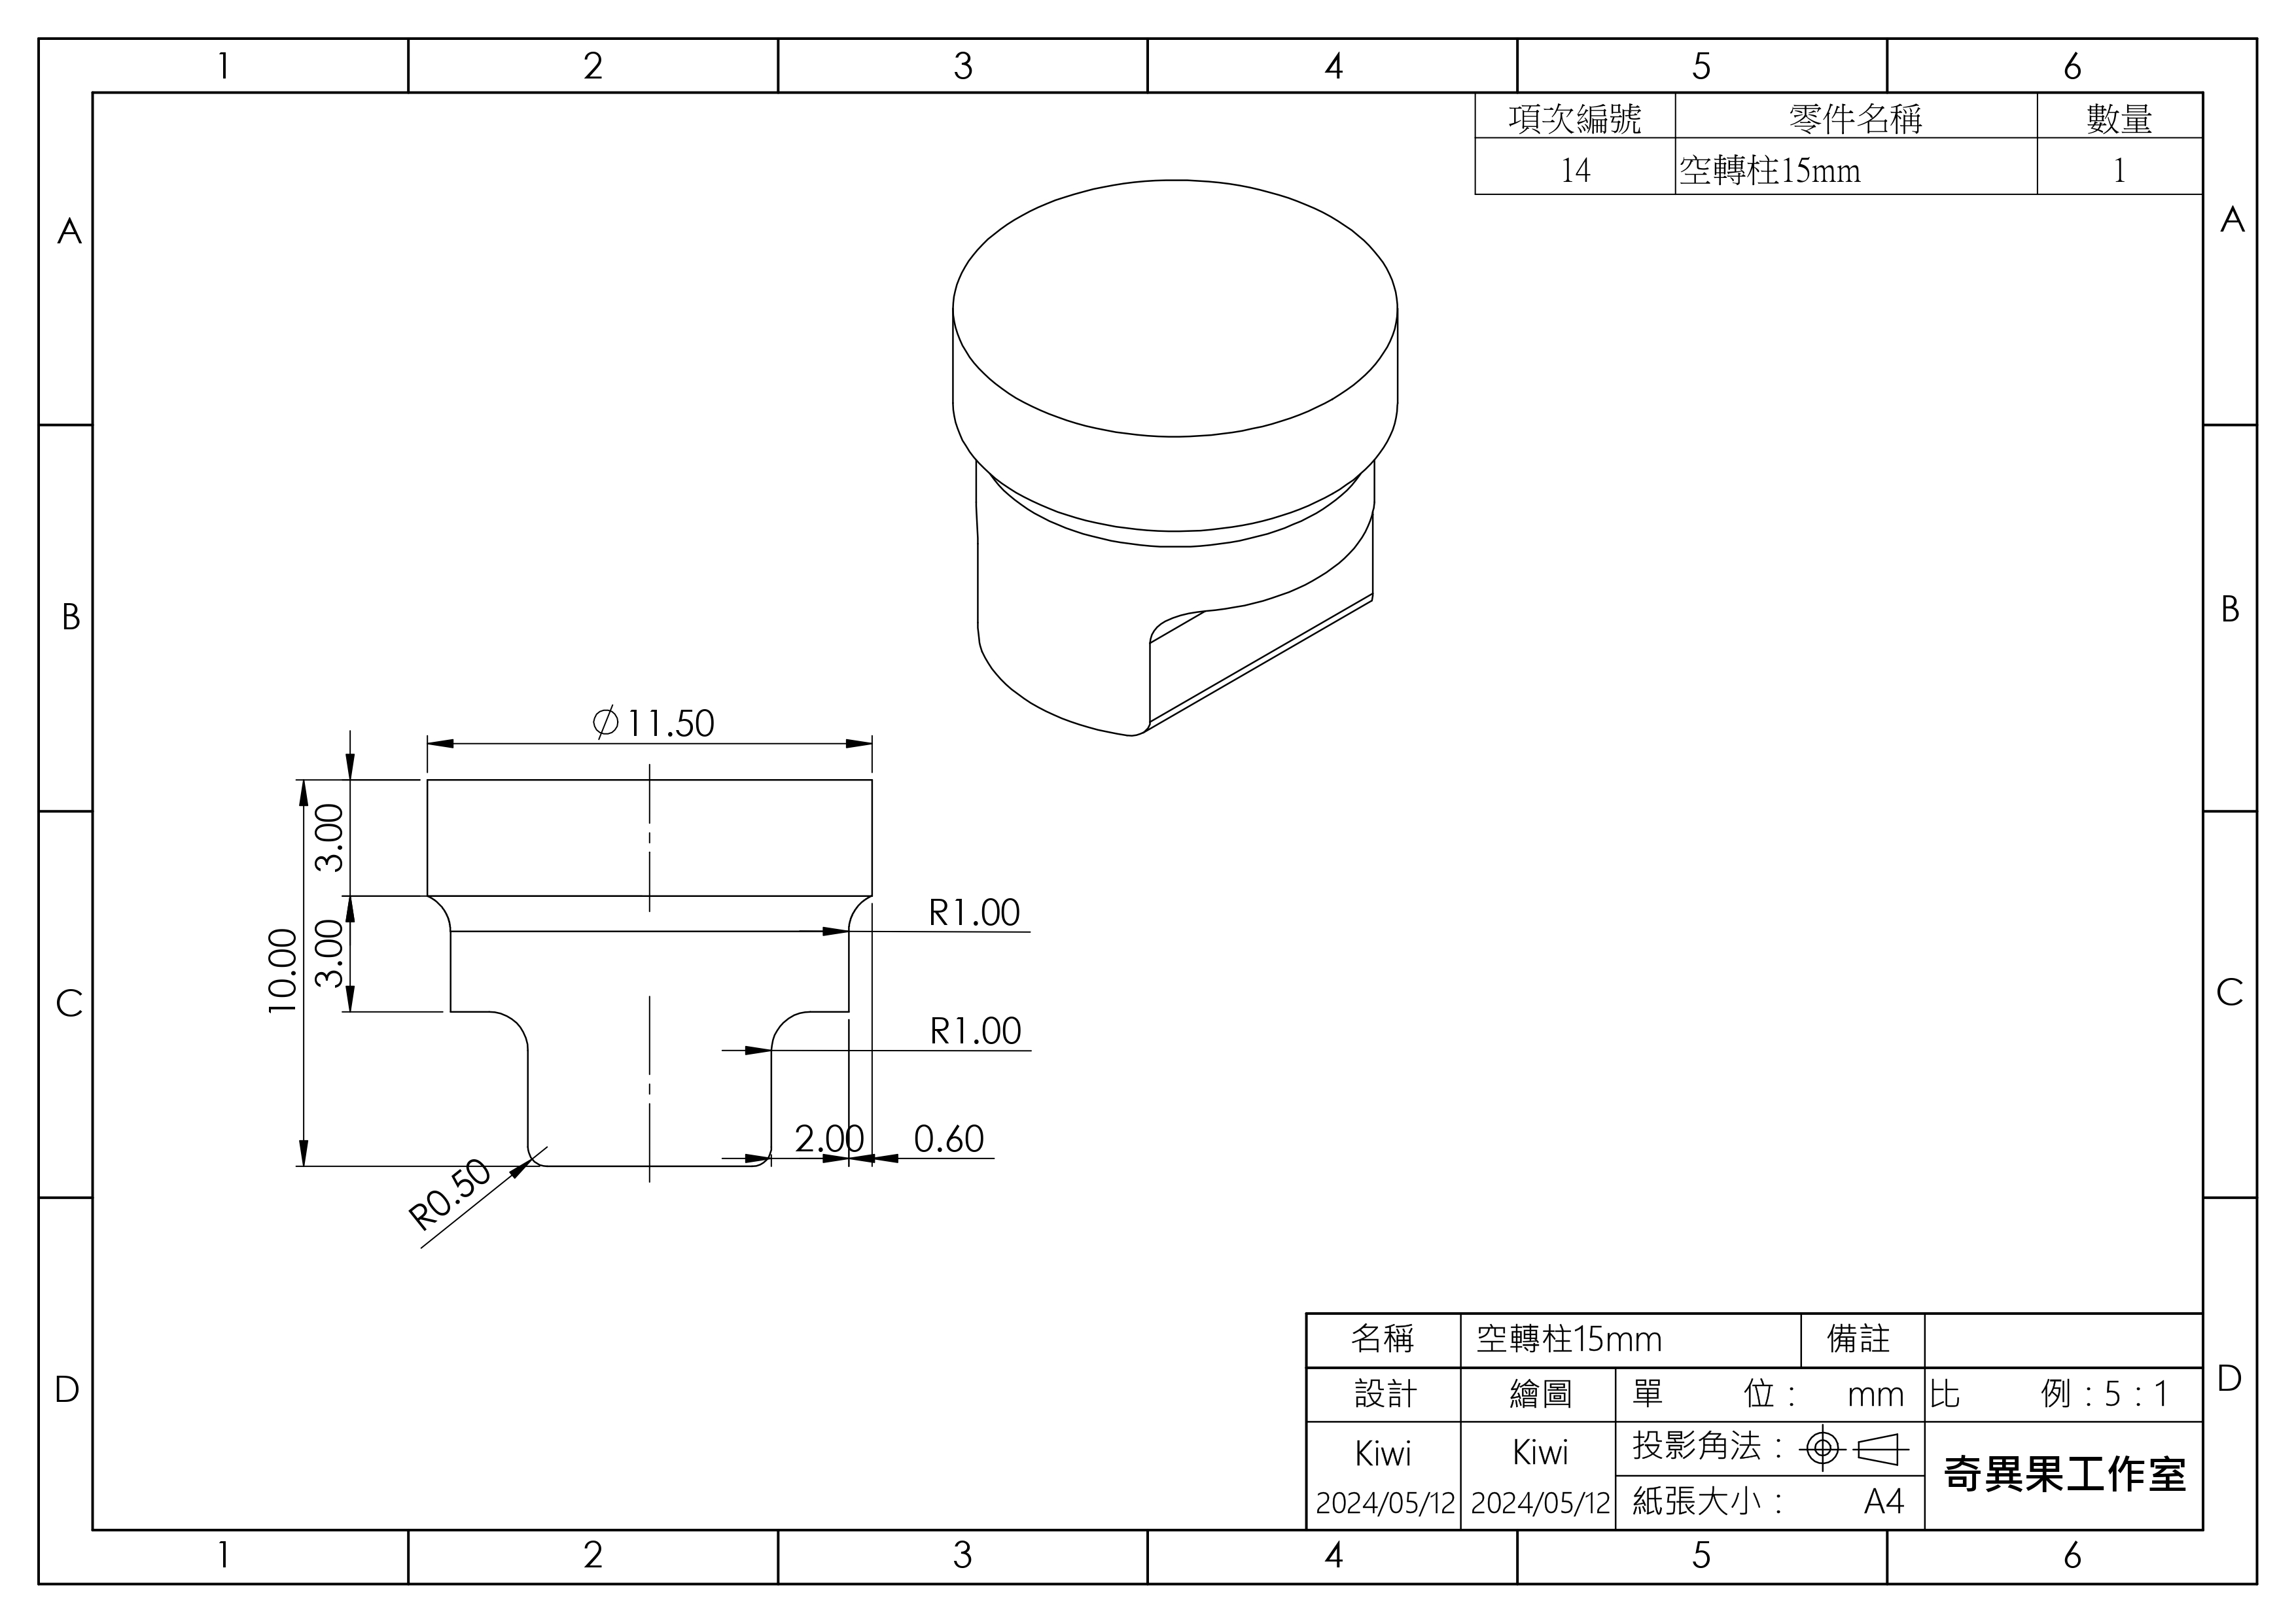 1 2 3 4 5 6
項次編號 零件名稱 數量
14 空轉柱15mm 1
A A
B B
⌀11.50
3.00
R1.00
3.00
10.00
C C
R1.00
2.00 0.60
R0.50
名稱 空轉柱15mm 備註
D D
設計 繪圖 單 位： mm 比 例：5：1
投影角法：
Kiwi Kiwi
奇異果工作室
2024/05/12 2024/05/12 紙張大小： A4
1 2 3 4 5 6